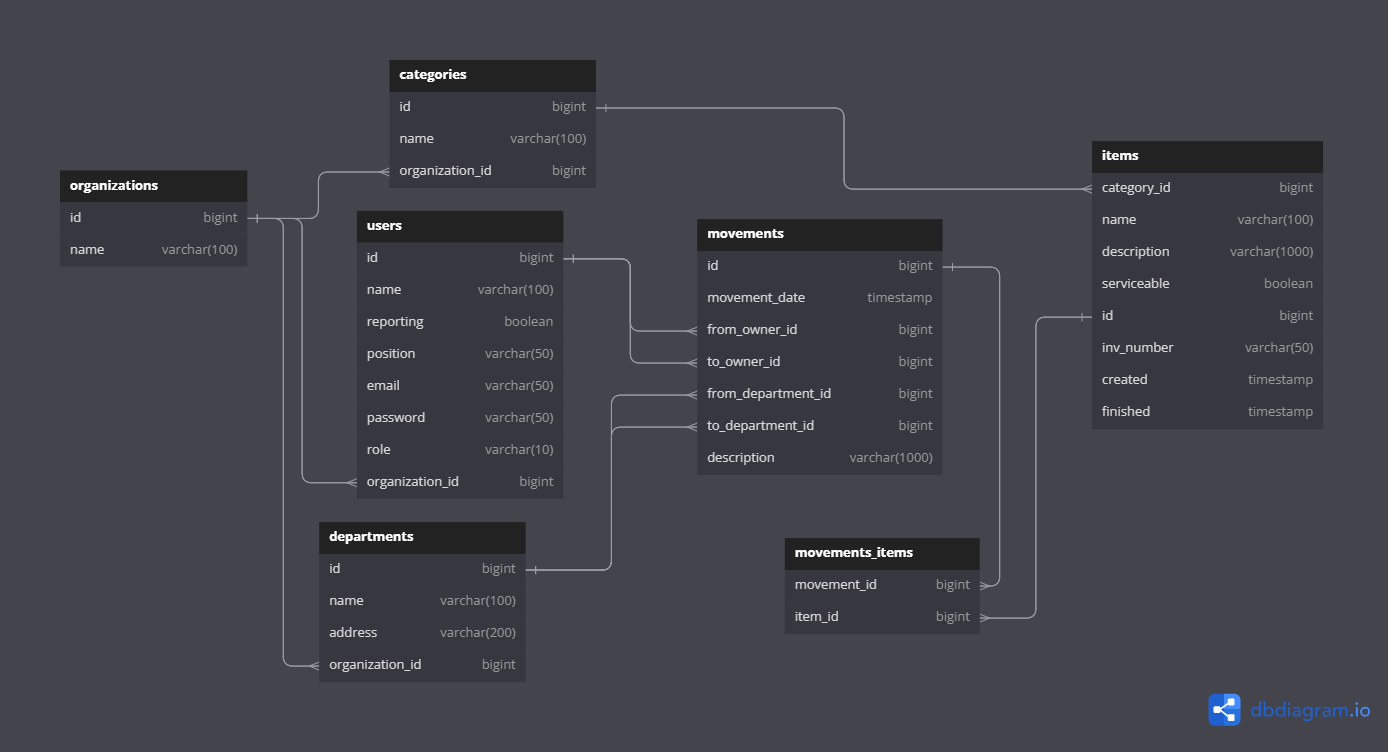 categories
id bigint
name varchar(100)
organization_id bigint
organizations
id bigint
name varchar(100)
users
id bigint
name varchar(100)
reporting boolean
position varchar(50)
email varchar(50)
password varchar(50)
role varchar(10)
organization_id bigint
departments
id bigint
name varchar(100)
address varchar(200)
organization_id bigint
movements
id bigint
movement_date timestamp
from_owner_id bigint
to_owner_id bigint
from_department_id bigint
to_department_id bigint
description varchar(1000)
movements_items
movement_id bigint
item_id bigint
items
category_id bigint
name varchar(100)
description varchar(1000)
serviceable boolean
id bigint
inv_number varchar(50)
created timestamp
finished timestamp
dbdiagram.io